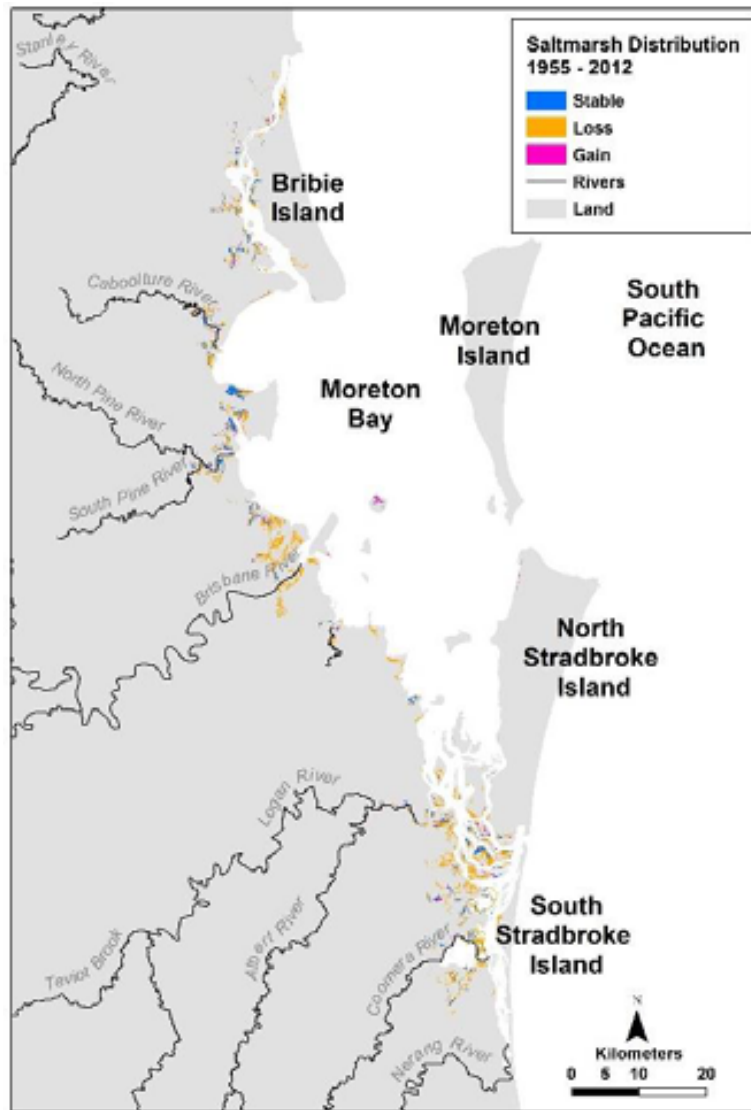 Saltmarsh Distribution
1955 - 2012
Stable
Loss
Gain
Rivers
Land
Stanley River
Bribie
Island
Caboolture River
Moreton
Island
South
Pacific
Ocean
North Pine River
Moreton
Bay
South Pine River
Brisbane River
North
Stradbroke
Island
Logan River
South
Stradbroke
Island
Teviot Brook
Albert River
Coomera River
Nerang River
N
Kilometers
0 5 10 20